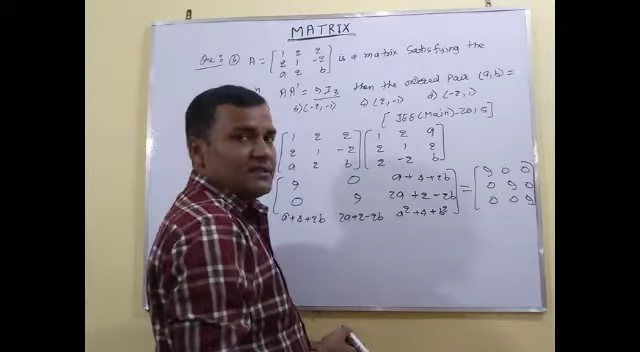 MATRIX
Que: ⑥ A = [ 1 2 2 is a matrix satisfying the
2 1 -2
a 2 b ]
AA' = 9I3 then the ordered Pair (a,b) =
b) (-2,-1) c) (2,-1) d) (-2,1)
[JEE(Main)-2015]
[ 1 2 2 [ 1 2 a
2 1 -2 2 1 2
a 2 b ] 2 -2 b ]
[ 9 0 a+4+2b = [ 9 0 0
0 9 2a+2-2b 0 9 0
a+4+2b 2a+2-2b a²+4+b² ] 0 0 9 ]